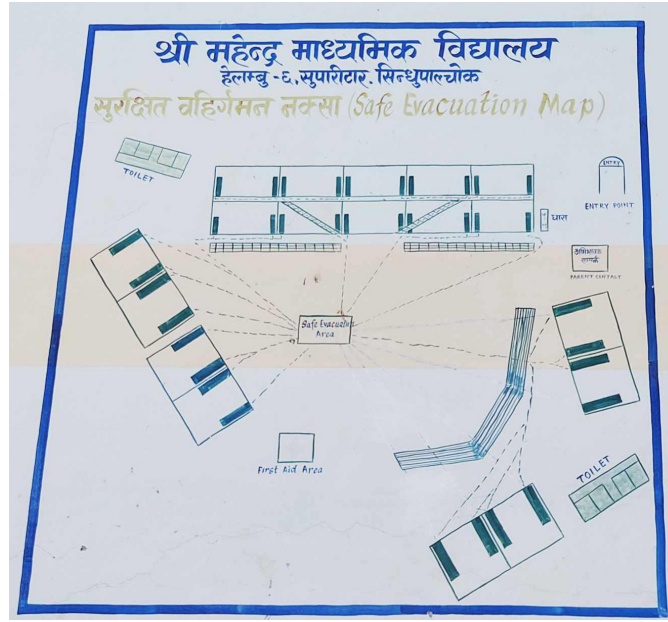 श्री महेन्द्र माध्यमिक विद्यालय
हेलम्बु -६, सुपारीटार. सिन्धुपाल्चोक
सुरक्षित वहिर्गमन नक्सा (Safe Evacuation Map)
TOILET
ENTRY
ENTRY POINT
धारा
अभिभावक
सम्पर्क
PARENT CONTACT
Safe Evacuation
Area
First Aid Area
TOILET